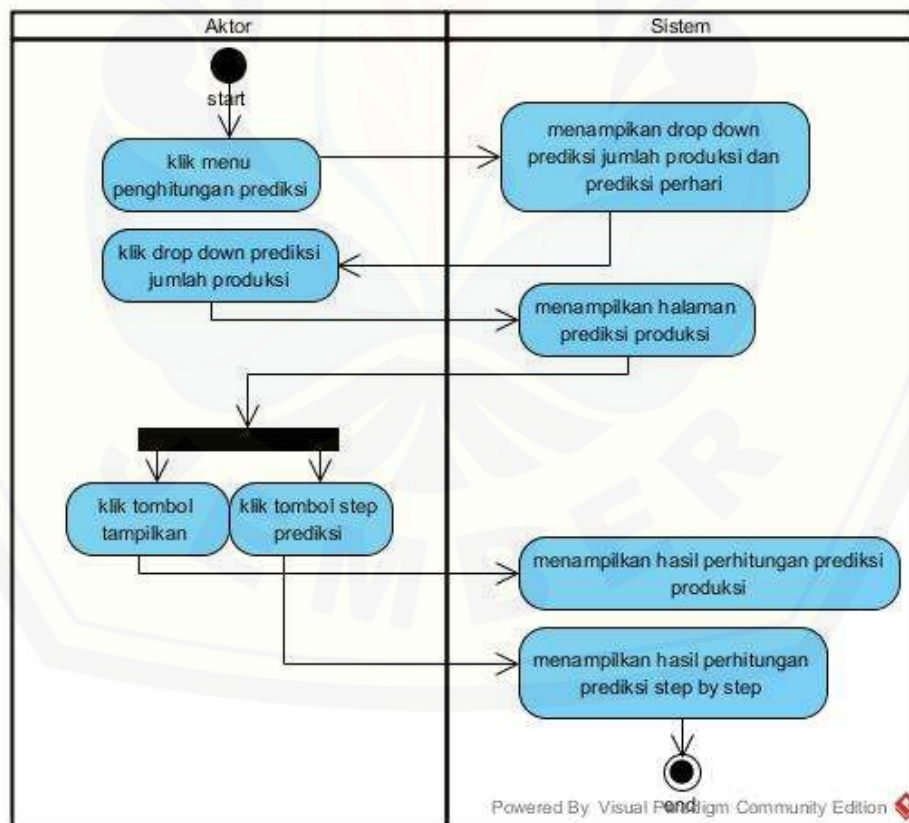 Aktor
Sistem
start
klik menu
penghitungan prediksi
menampikan drop down
prediksi jumlah produksi dan
prediksi perhari
klik drop down prediksi
jumlah produksi
menampilkan halaman
prediksi produksi
klik tombol
tampilkan
klik tombol step
prediksi
menampilkan hasil perhitungan prediksi
produksi
menampilkan hasil perhitungan
prediksi step by step
end
Powered By Visual Paradigm Community Edition